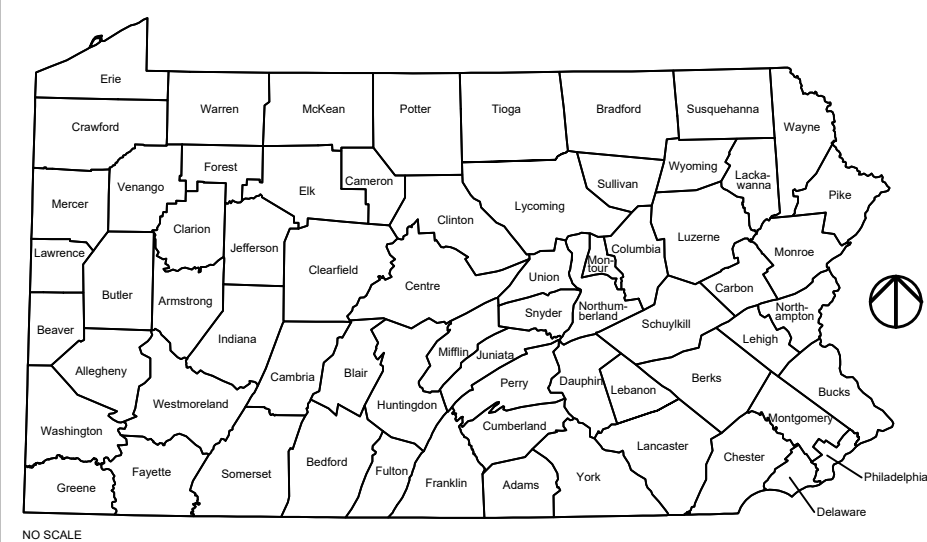 Erie
Warren
McKean
Potter
Tioga
Bradford
Susquehanna
Wayne
Crawford
Forest
Elk
Cameron
Sullivan
Wyoming
Lacka-
wanna
Pike
Venango
Mercer
Clarion
Clinton
Lycoming
Columbia
Luzerne
Monroe
Lawrence
Jefferson
Clearfield
Centre
Union
Mon-
tour
Carbon
Butler
Armstrong
Snyder
Northum-
berland
Schuylkill
North-
ampton
Beaver
Indiana
Lehigh
Allegheny
Cambria
Blair
Mifflin
Juniata
Perry
Dauphin
Lebanon
Berks
Bucks
Westmoreland
Huntingdon
Cumberland
Montgomery
Washington
Lancaster
Chester
Greene
Fayette
Somerset
Bedford
Fulton
Franklin
Adams
York
Philadelphia
Delaware
NO SCALE